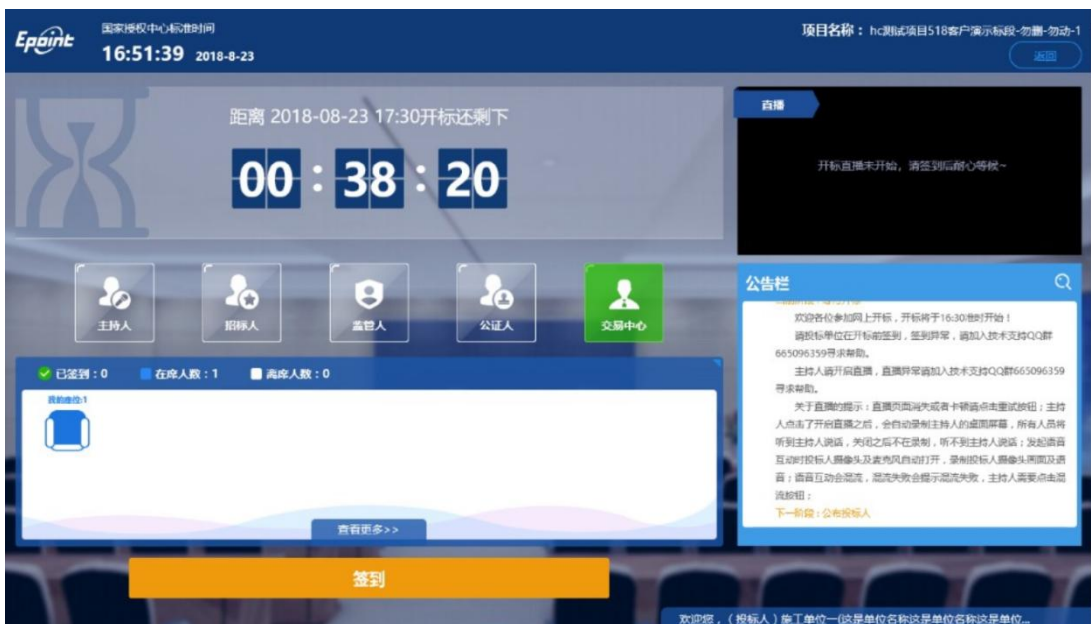 Epoint
国家授权中心标准时间
16:51:39 2018-8-23
项目名称：hc测试项目518客户演示标段-勿删-勿动-1
返回
距离 2018-08-23 17:30开标还剩下
00 : 38 : 20
直播
开标直播未开始，请签到后耐心等候~
主持人
招标人
监管人
公证人
交易中心
已签到：0 在席人数：1 离席人数：0
我的座位:1
查看更多>>
签到
公告栏
欢迎各位参加网上开标，开标将于16:30准时开始！
请投标单位在开标前签到，签到异常，请加入技术支持QQ群
665096359寻求帮助。
主持人请开启直播，直播异常请加入技术支持QQ群665096359
寻求帮助。
关于直播的提示：直播页面消失或者卡顿请点击重试按钮；主持
人点击了开启直播之后，会自动录制主持人的桌面屏幕，所有人员将
听到主持人说话，关闭之后不在录制，听不到主持人说话；发起语音
互动时投标人摄像头及麦克风自动打开，录制投标人摄像头画面及语
音；语音互动会混流，混流失败会提示混流失败，主持人需要点击混
流按钮；
下一阶段：公布投标人
欢迎您，（投标人）施工单位一(这是单位名称这是单位名称这是单位...